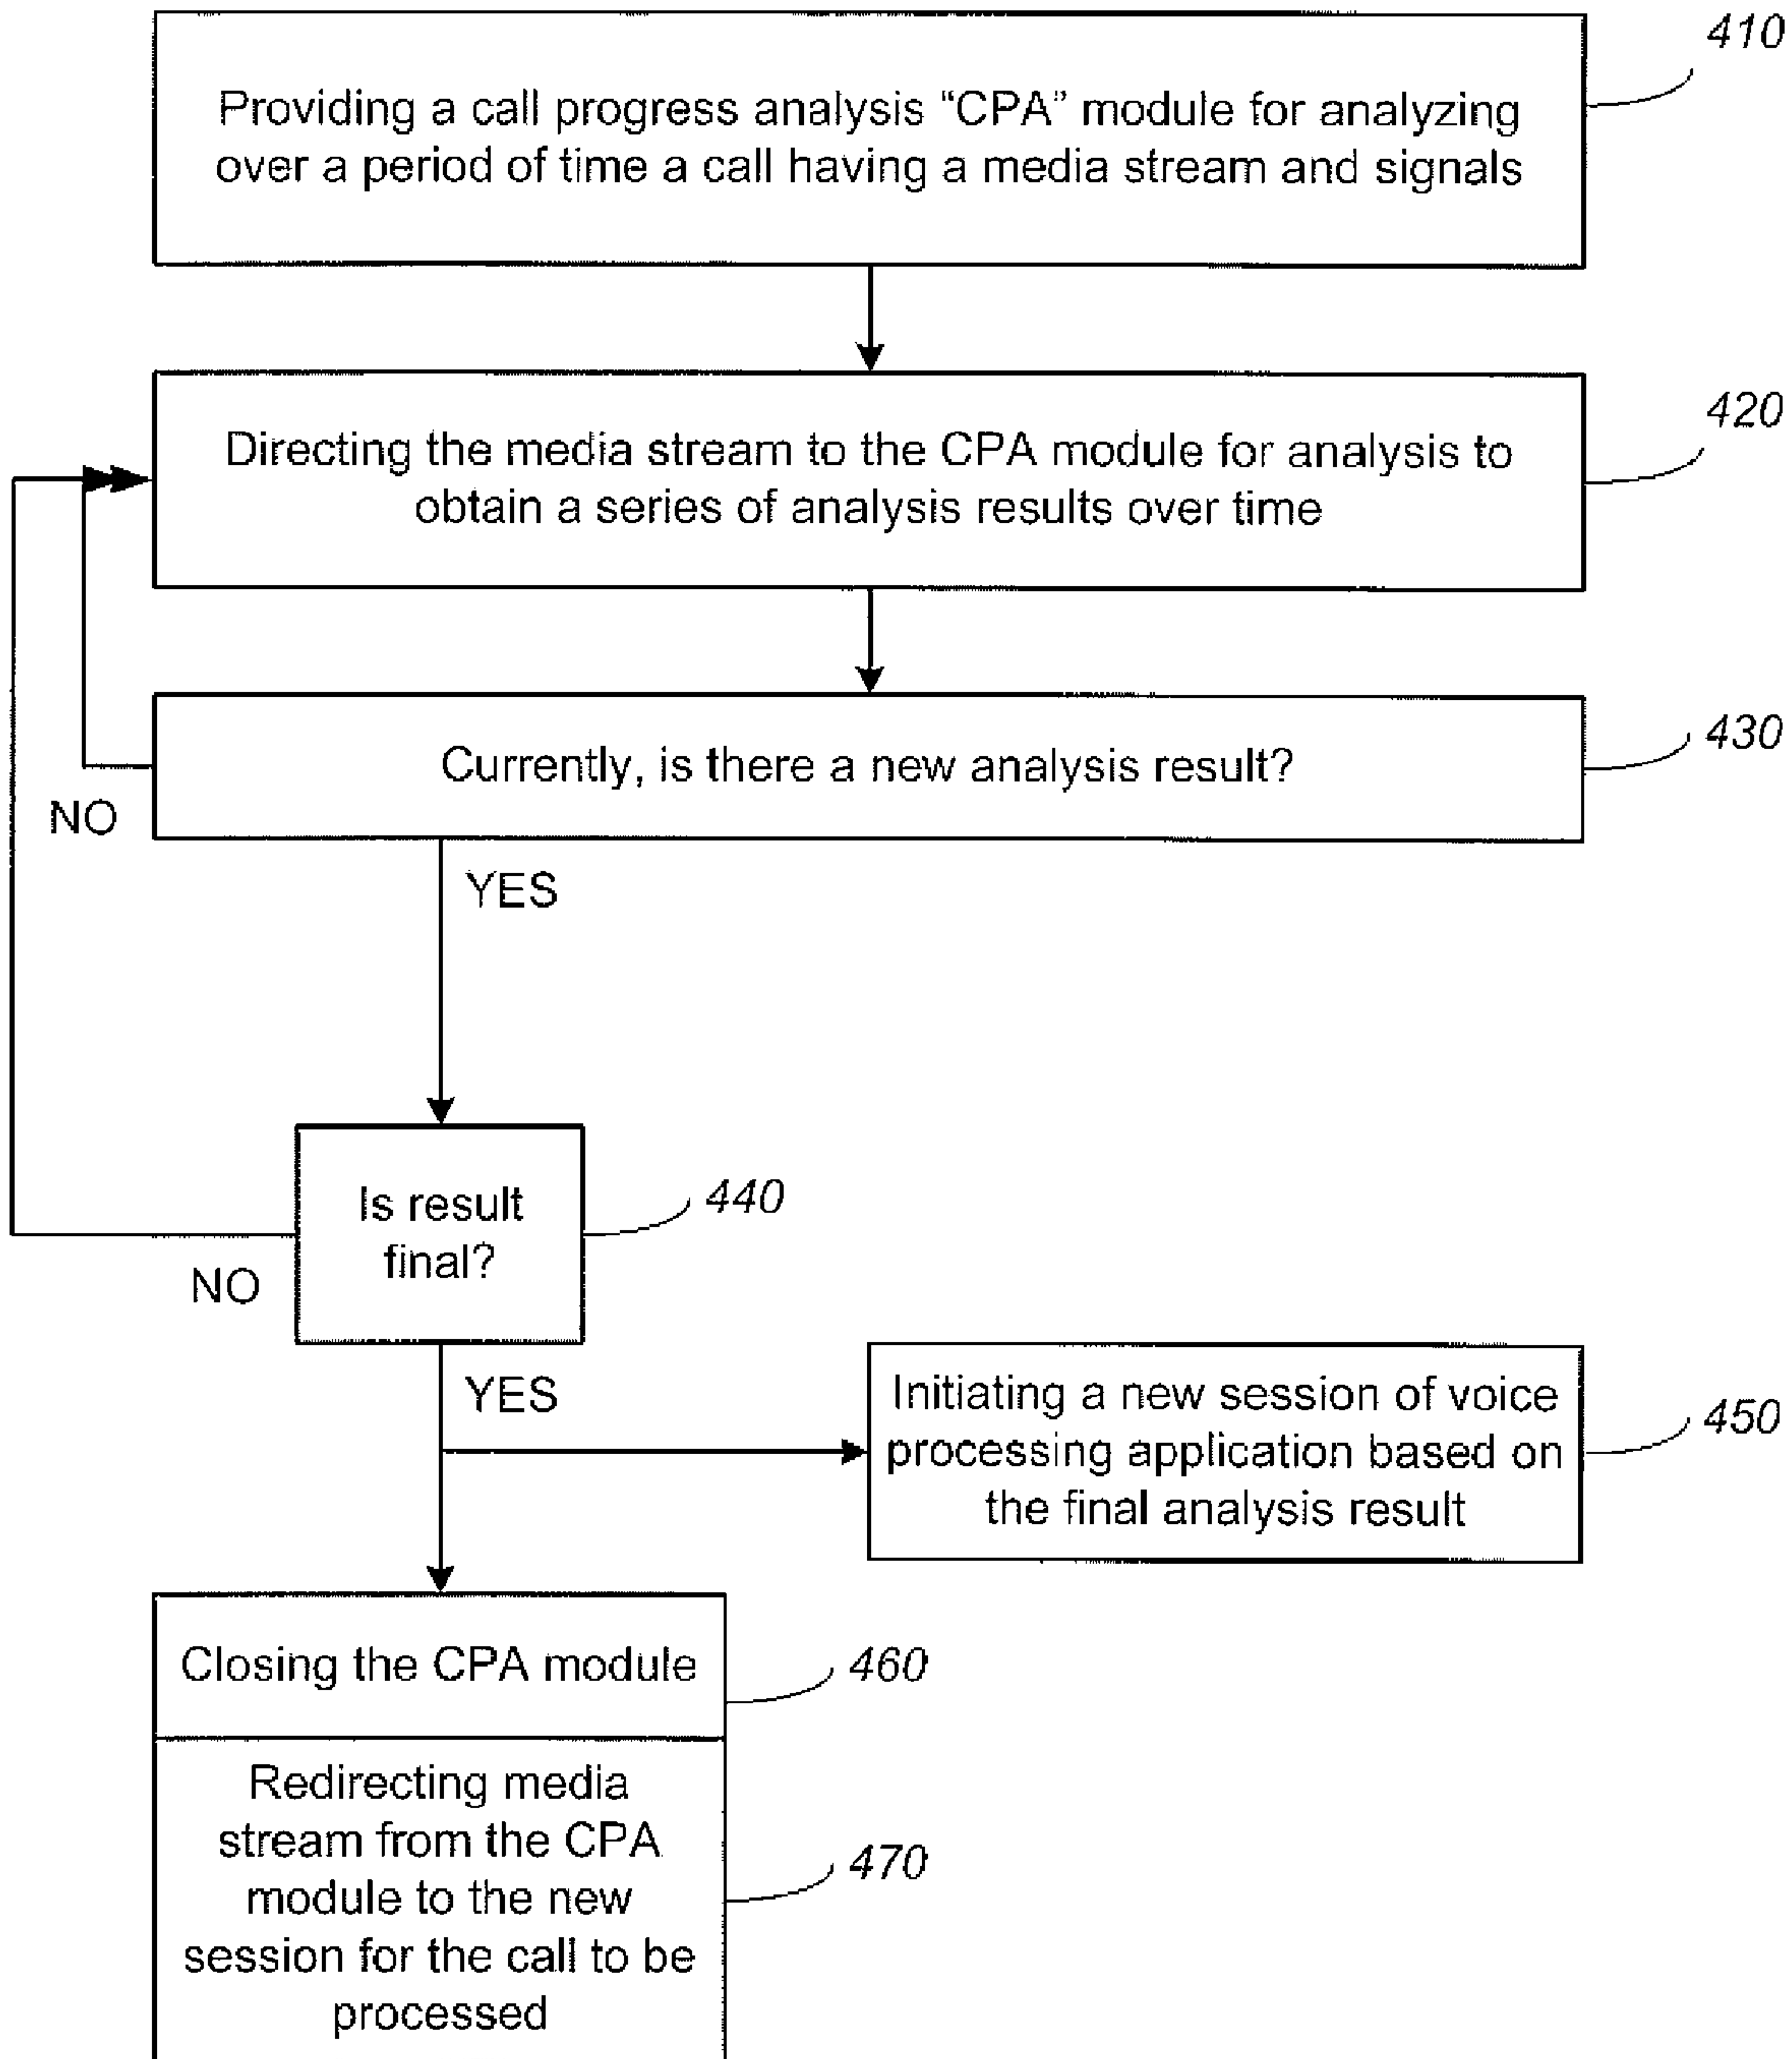 410
Providing a call progress analysis “CPA” module for analyzing
over a period of time a call having a media stream and signals
420
Directing the media stream to the CPA module for analysis to
obtain a series of analysis results over time
430
Currently, is there a new analysis result?
NO
YES
Is result
final?
440
NO
YES
Initiating a new session of voice
processing application based on
the final analysis result
450
Closing the CPA module
460
Redirecting media
stream from the CPA
module to the new
session for the call to be
processed
470